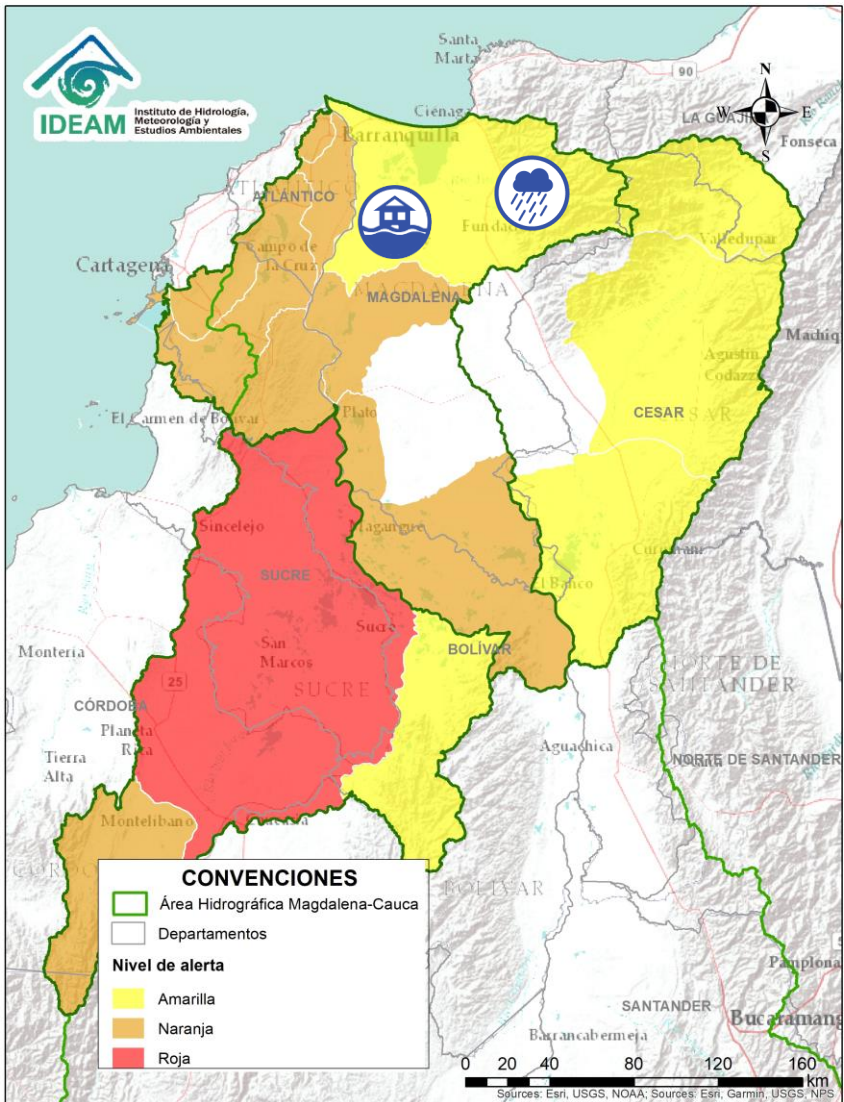 IDEAM
Instituto de Hidrología,
Meteorología y
Estudios Ambientales
Santa
Marta
90
N
W
E
S
Ciénaga
LA GUAJI
Fonseca
Barranquilla
ATLÁNTICO
Fundac
Valledupar
Cartagena
Campo de
la Cruz
MAGDALENA
Agustín
Codazzi
CESAR
El Carmen de Bolívar
Plato
Sincelejo
Magangue
SUCRE
El Banco
Sucre
BOLÍVAR
Montería
San
Marcos
25
SUCRE
NORTE DE
SANTANDER
CÓRDOBA
Planeta
Rica
Tierra
Alta
Aguachica
NORTE DE SANTANDER
Montelibano
BOLÍVAR
CONVENCIONES
Área Hidrográfica Magdalena-Cauca
Departamentos
Nivel de alerta
Amarilla
Naranja
Roja
Pamplona
SANTANDER
Bucaramang
Barrancabermeja
0 20 40 80 120 160
km
Sources: Esri, USGS, NOAA; Sources: Esri, Garmin, USGS, NPS